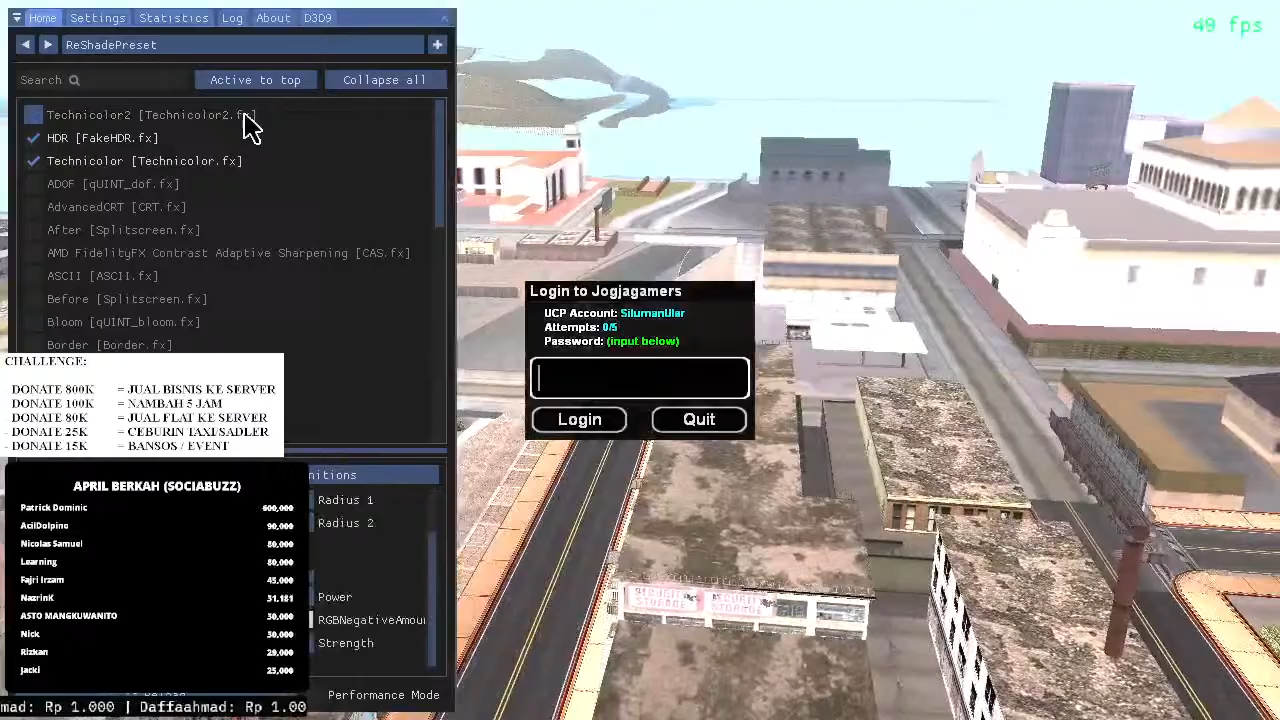 Home Settings Statistics Log About D3D9
49 fps
ReShadePreset
Search Active to top Collapse all
Technicolor2 [Technicolor2.fx]
HDR [FakeHDR.fx]
Technicolor [Technicolor.fx]
ADOF [qUINT_dof.fx]
AdvancedCRT [CRT.fx]
After [Splitscreen.fx]
AMD FidelityFX Contrast Adaptive Sharpening [CAS.fx]
ASCII [ASCII.fx]
Before [Splitscreen.fx]
Bloom [qUINT_bloom.fx]
Border [Border.fx]
CHALLENGE:
DONATE 800K = JUAL BISNIS KE SERVER
DONATE 100K = NAMBAH 5 JAM
- DONATE 80K = JUAL FLAT KE SERVER
- DONATE 25K = CEBURIN TAXI SADLER
- DONATE 15K = BANSOS / EVENT
Login to Jogjagamers
UCP Account: SilumanUlar
Attempts: 0/5
Password: (input below)
Login Quit
nitions
Radius 1
Radius 2
Power
RGBNegativeAmou
Strength
APRIL BERKAH (SOCIABUZZ)
Patrick Dominic 600,000
AcilDolpino 90,000
Nicolas Samuel 80,000
Learning 80,000
Fajri Irzam 45,000
NazrinK 31,181
Nick 30,000
Rizkan 29,000
Jacki 25,000
Reload Performance Mode
mad: Rp 1.000 | Daffaahmad: Rp 1.00